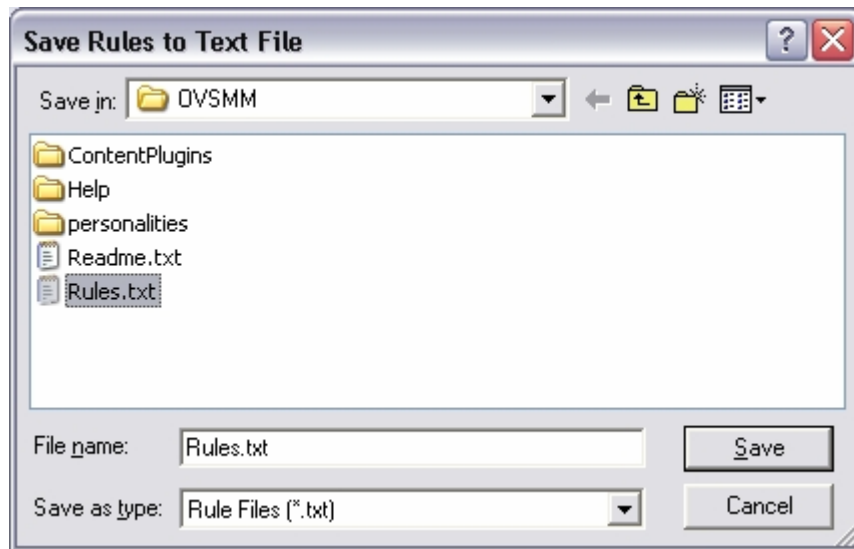 Save Rules to Text File
Save in: OVSMM
ContentPlugins
Help
personalities
Readme.txt
Rules.txt
File name: Rules.txt Save
Save as type: Rule Files (*.txt) Cancel